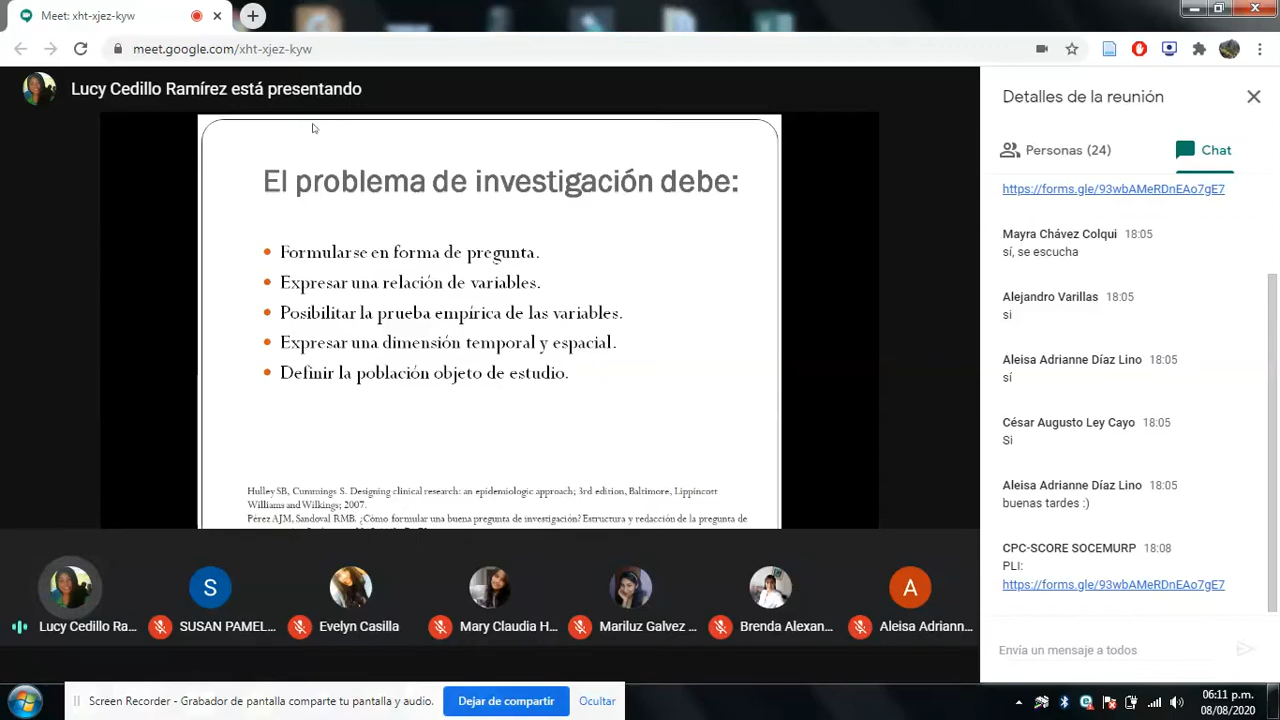 Meet: xht-xjez-kyw
meet.google.com/xht-xjez-kyw
Lucy Cedillo Ramírez está presentando
El problema de investigación debe:
• Formularse en forma de pregunta.
• Expresar una relación de variables.
• Posibilitar la prueba empírica de las variables.
• Expresar una dimensión temporal y espacial.
• Definir la población objeto de estudio.
Hulley SB, Cummings S. Designing clinical research: an epidemiologic approach; 3rd edition, Baltimore, Lippincott
Williams and Wilkings; 2007.
Pérez AJM, Sandoval RMB. ¿Cómo formular una buena pregunta de investigación? Estructura y redacción de la pregunta de
Detalles de la reunión
Personas (24)
Chat
https://forms.gle/93wbAMeRDnEAo7gE7
Mayra Chávez Colqui 18:05
sí, se escucha
Alejandro Varillas 18:05
si
Aleisa Adrianne Díaz Lino 18:05
sí
César Augusto Ley Cayo 18:05
Si
Aleisa Adrianne Díaz Lino 18:05
buenas tardes :)
CPC-SCORE SOCEMURP 18:08
PLI:
https://forms.gle/93wbAMeRDnEAo7gE7
Envía un mensaje a todos
S
A
Lucy Cedillo Ra...
SUSAN PAMEL...
Evelyn Casilla
Mary Claudia H...
Mariluz Galvez ...
Brenda Alexan...
Aleisa Adriann...
Screen Recorder - Grabador de pantalla comparte tu pantalla y audio.
Dejar de compartir
Ocultar
06:11 p.m.
08/08/2020